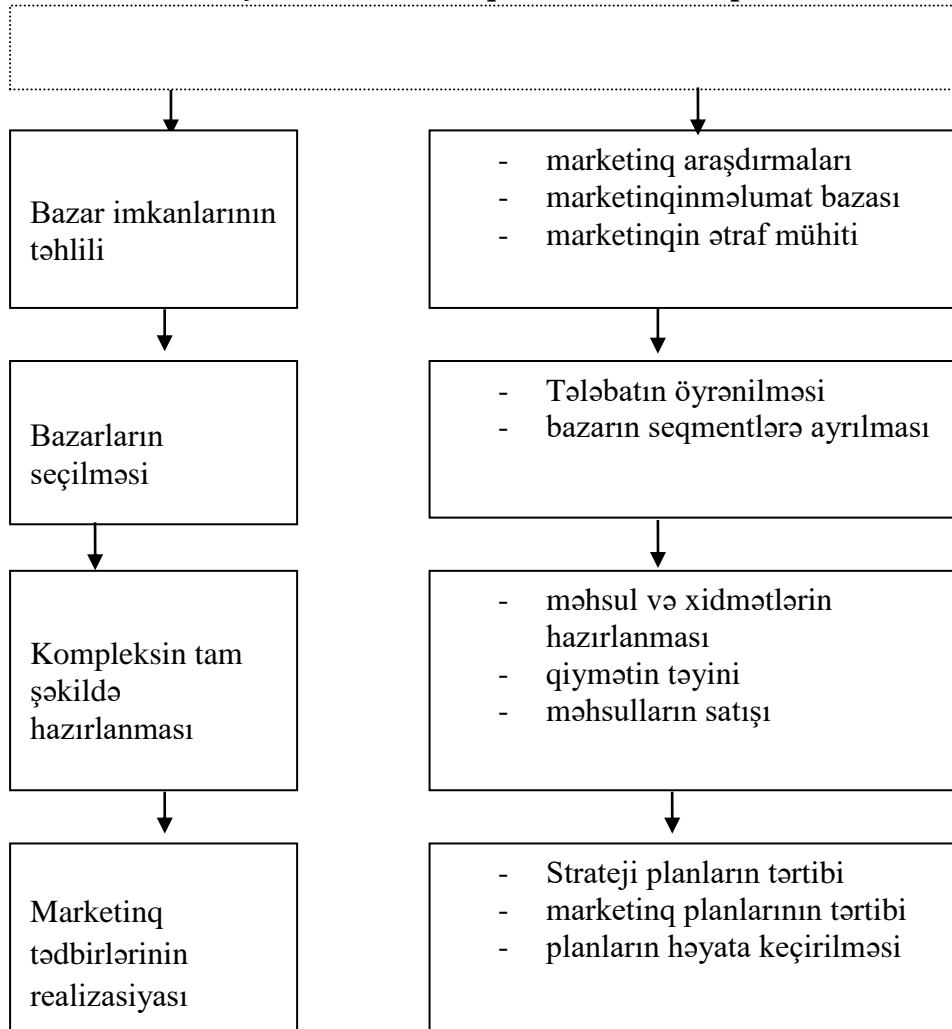 Bazar imkanlarının
təhlili
- marketinq araşdırmaları
- marketinqinməlumat bazası
- marketinqin ətraf mühiti
Bazarların
seçilməsi
- Tələbatın öyrənilməsi
- bazarın seqmentlərə ayrılması
Kompleksin tam
şəkildə
hazırlanması
- məhsul və xidmətlərin
hazırlanması
- qiymətin təyini
- məhsulların satışı
Marketinq
tədbirlərinin
realizasiyası
- Strateji planların tərtibi
- marketinq planlarının tərtibi
- planların həyata keçirilməsi